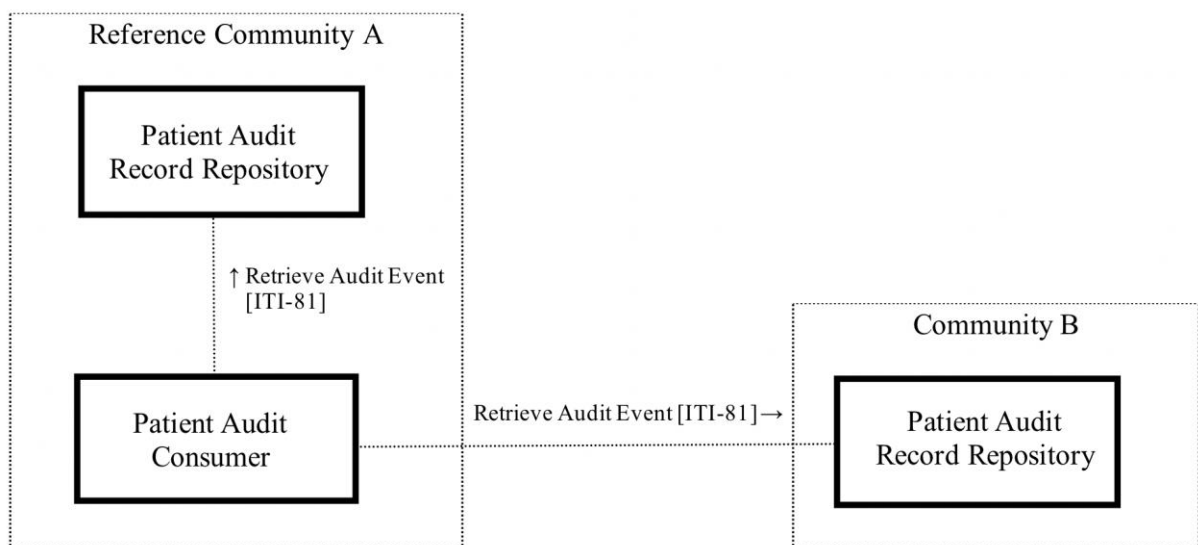 Reference Community A
Patient Audit
Record Repository
↑ Retrieve Audit Event
[ITI-81]
Patient Audit
Consumer
Retrieve Audit Event [ITI-81]→
Community B
Patient Audit
Record Repository